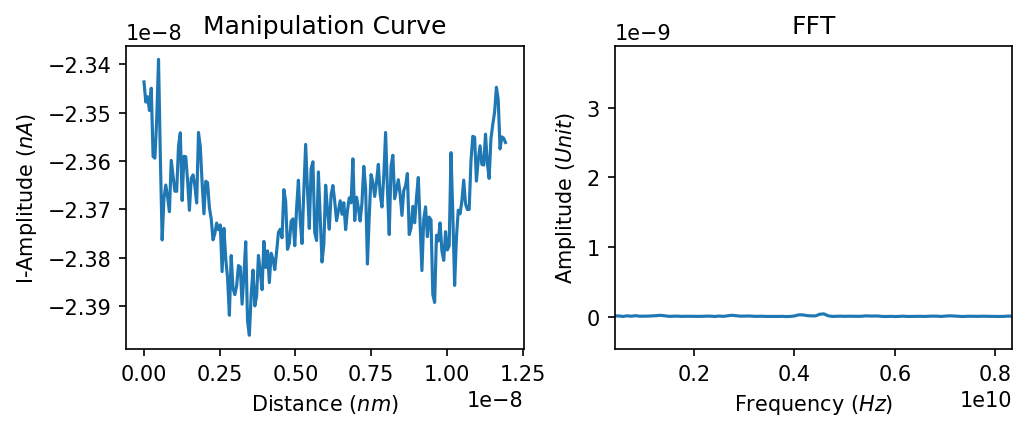 Manipulation Curve
1e−8
−2.34
−2.35
−2.36
−2.37
−2.38
−2.39
I-Amplitude (nA)
0.00 0.25 0.50 0.75 1.00 1.25
Distance (nm)
1e−8
FFT
1e−9
3
2
1
0
Amplitude (Unit)
0.2 0.4 0.6 0.8
Frequency (Hz)
1e10